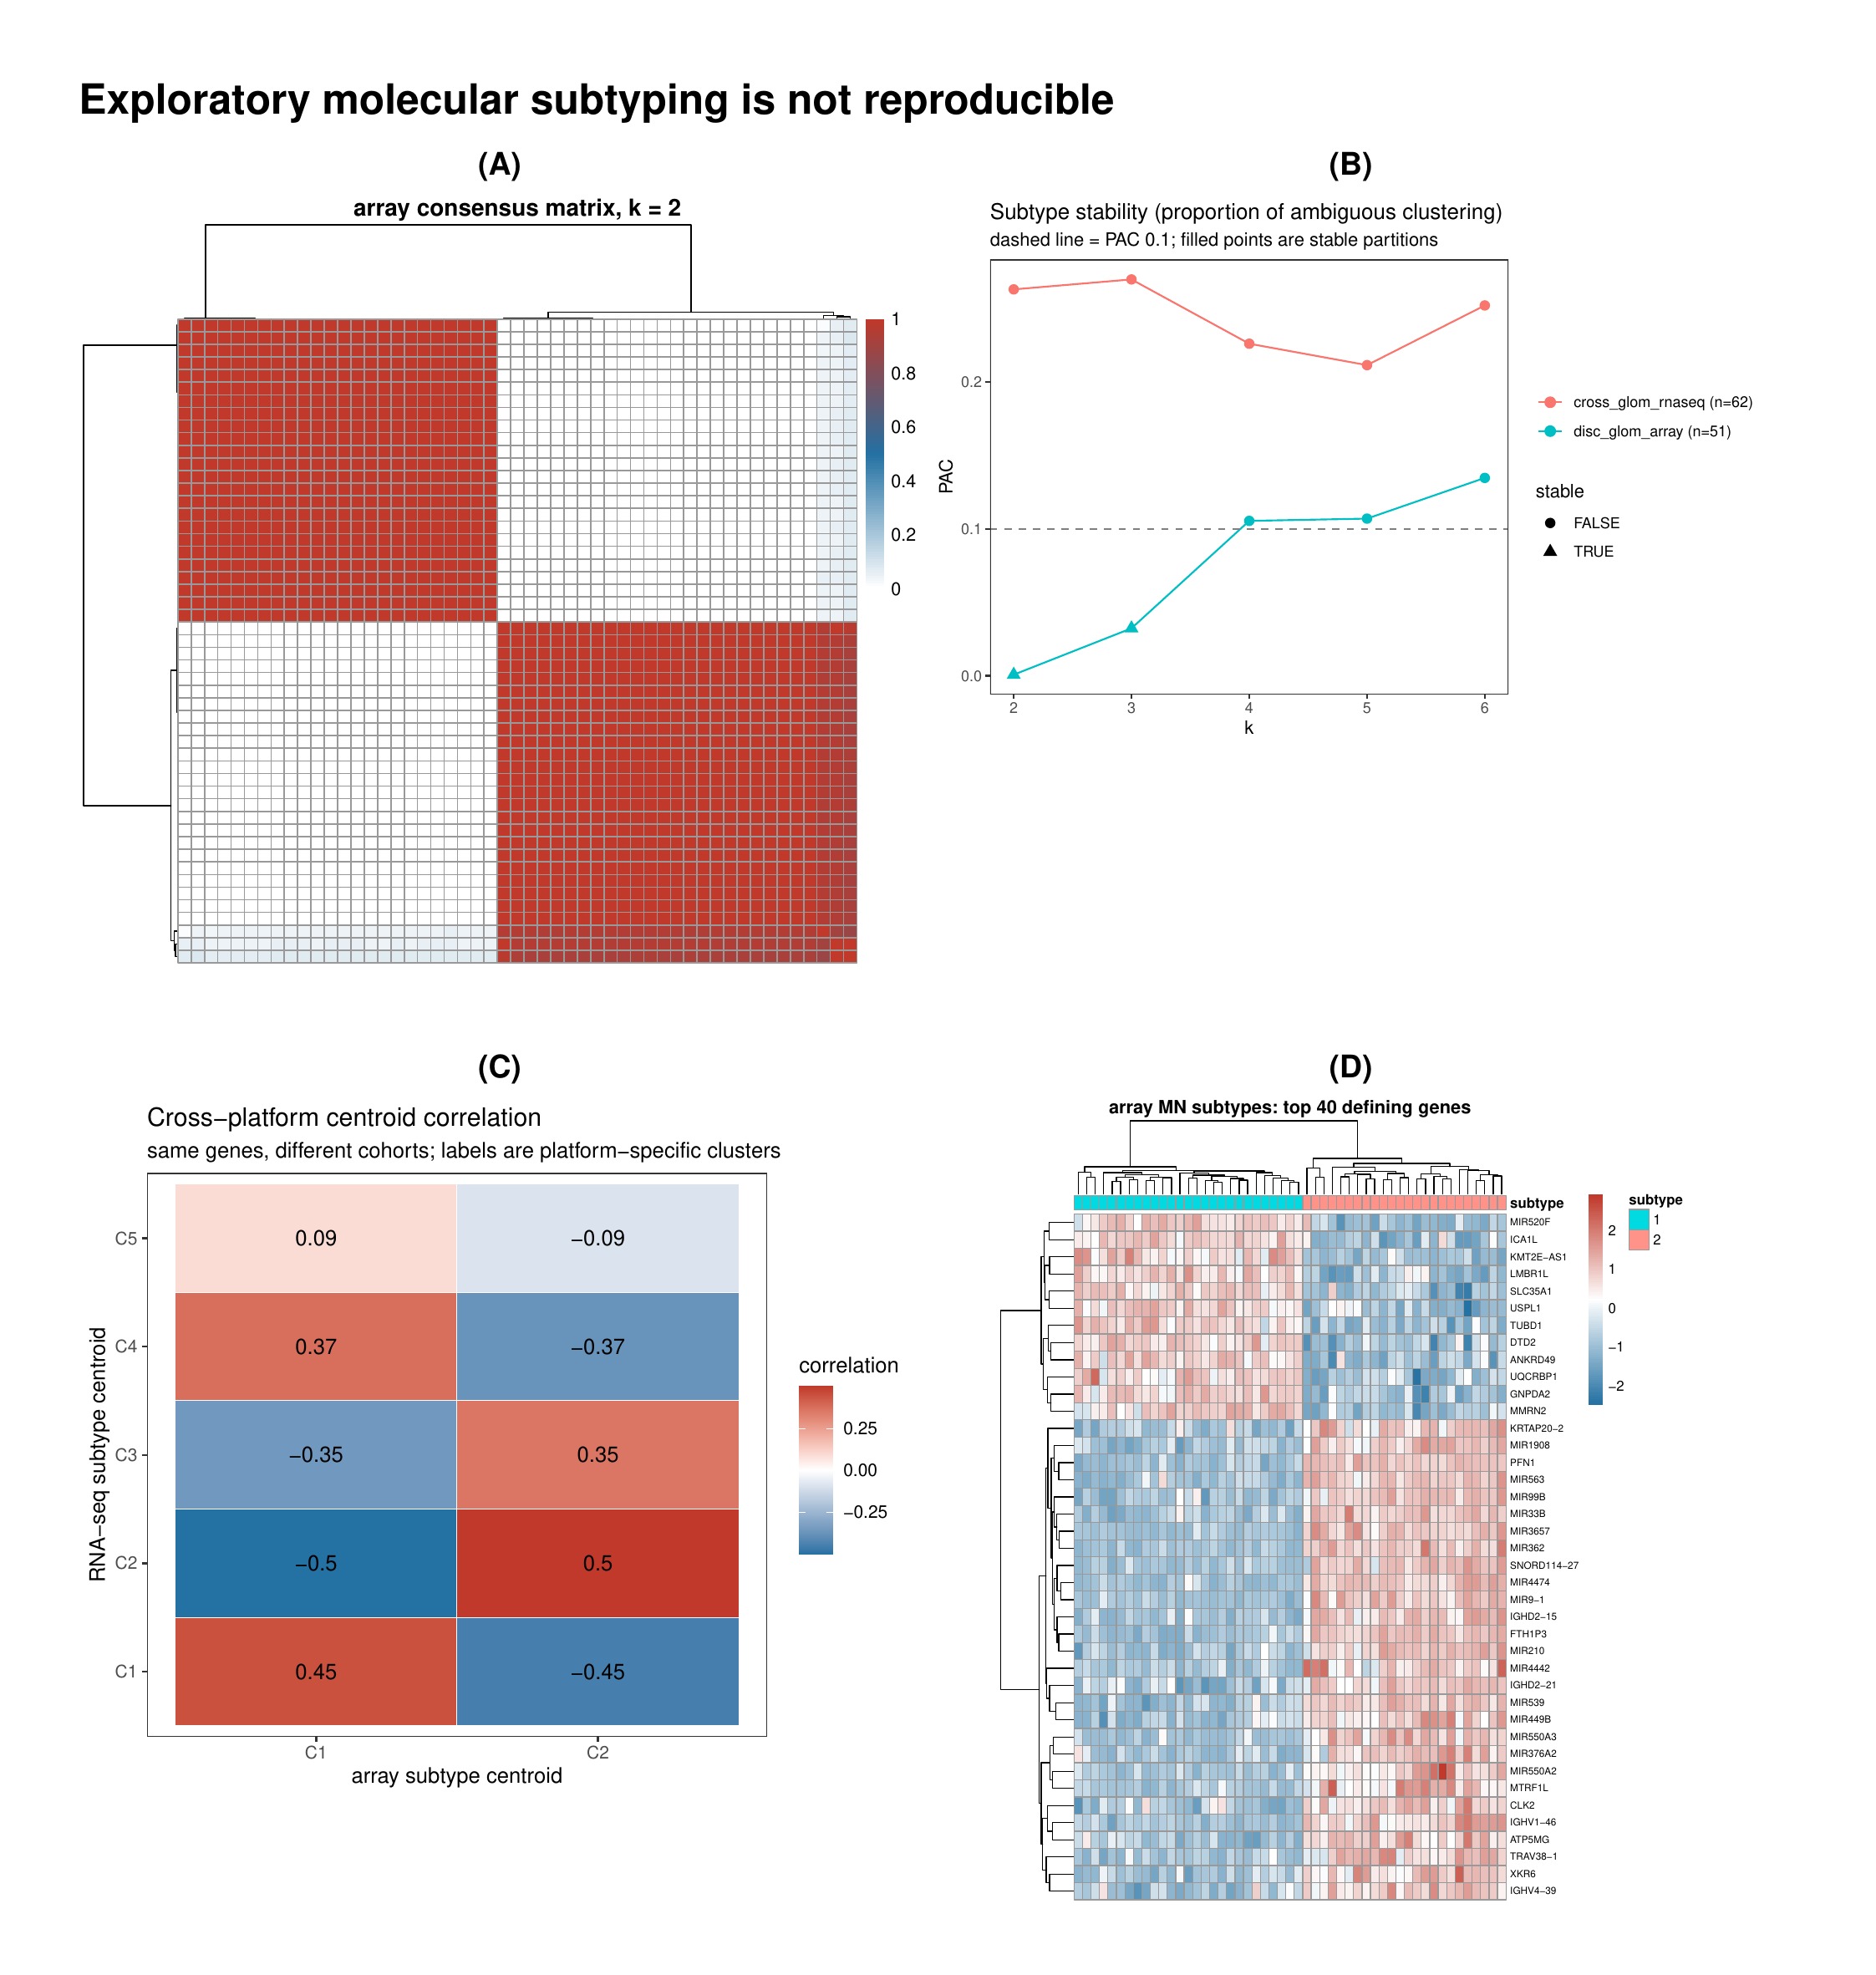 Exploratory molecular subtyping is not reproducible
(A)
array consensus matrix, k = 2
1
0.8
0.6
0.4
0.2
0
(B)
Subtype stability (proportion of ambiguous clustering)
dashed line = PAC 0.1; filled points are stable partitions
PAC
0.2
0.1
0.0
2 3 4 5 6
k
cross_glom_rnaseq (n=62)
disc_glom_array (n=51)
stable
FALSE
TRUE
(C)
Cross−platform centroid correlation
same genes, different cohorts; labels are platform−specific clusters
RNA−seq subtype centroid
C5 0.09 −0.09
C4 0.37 −0.37
C3 −0.35 0.35
C2 −0.5 0.5
C1 0.45 −0.45
C1 C2
array subtype centroid
correlation
0.25
0.00
−0.25
(D)
array MN subtypes: top 40 defining genes
subtype
MIR520F
ICA1L
KMT2E−AS1
LMBR1L
SLC35A1
USPL1
TUBD1
DTD2
ANKRD49
UQCRBP1
GNPDA2
MMRN2
KRTAP20−2
MIR1908
PFN1
MIR563
MIR99B
MIR33B
MIR3657
MIR362
SNORD114−27
MIR4474
MIR9−1
IGHD2−15
FTH1P3
MIR210
MIR4442
IGHD2−21
MIR539
MIR449B
MIR550A3
MIR376A2
MIR550A2
MTRF1L
CLK2
IGHV1−46
ATP5MG
TRAV38−1
XKR6
IGHV4−39
2
1
0
−1
−2
subtype
1
2